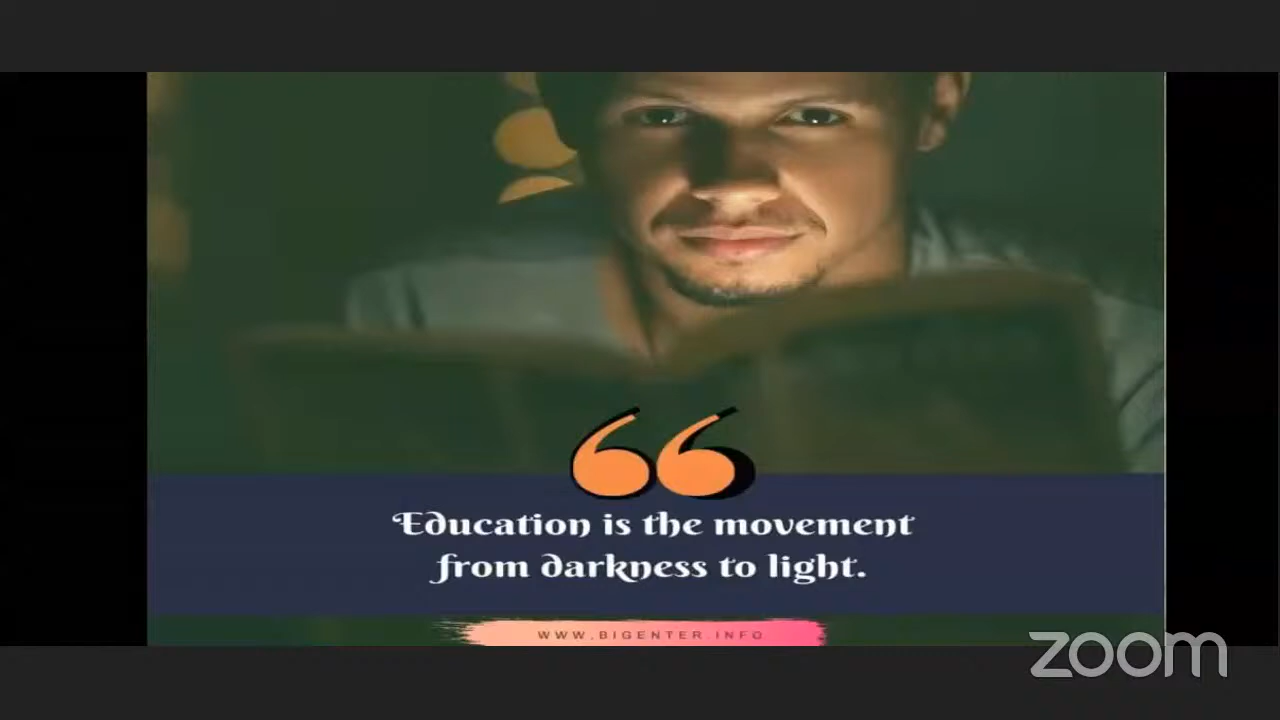 Education is the movement
from darkness to light.
WWW.BIGENTER.INFO
zoom